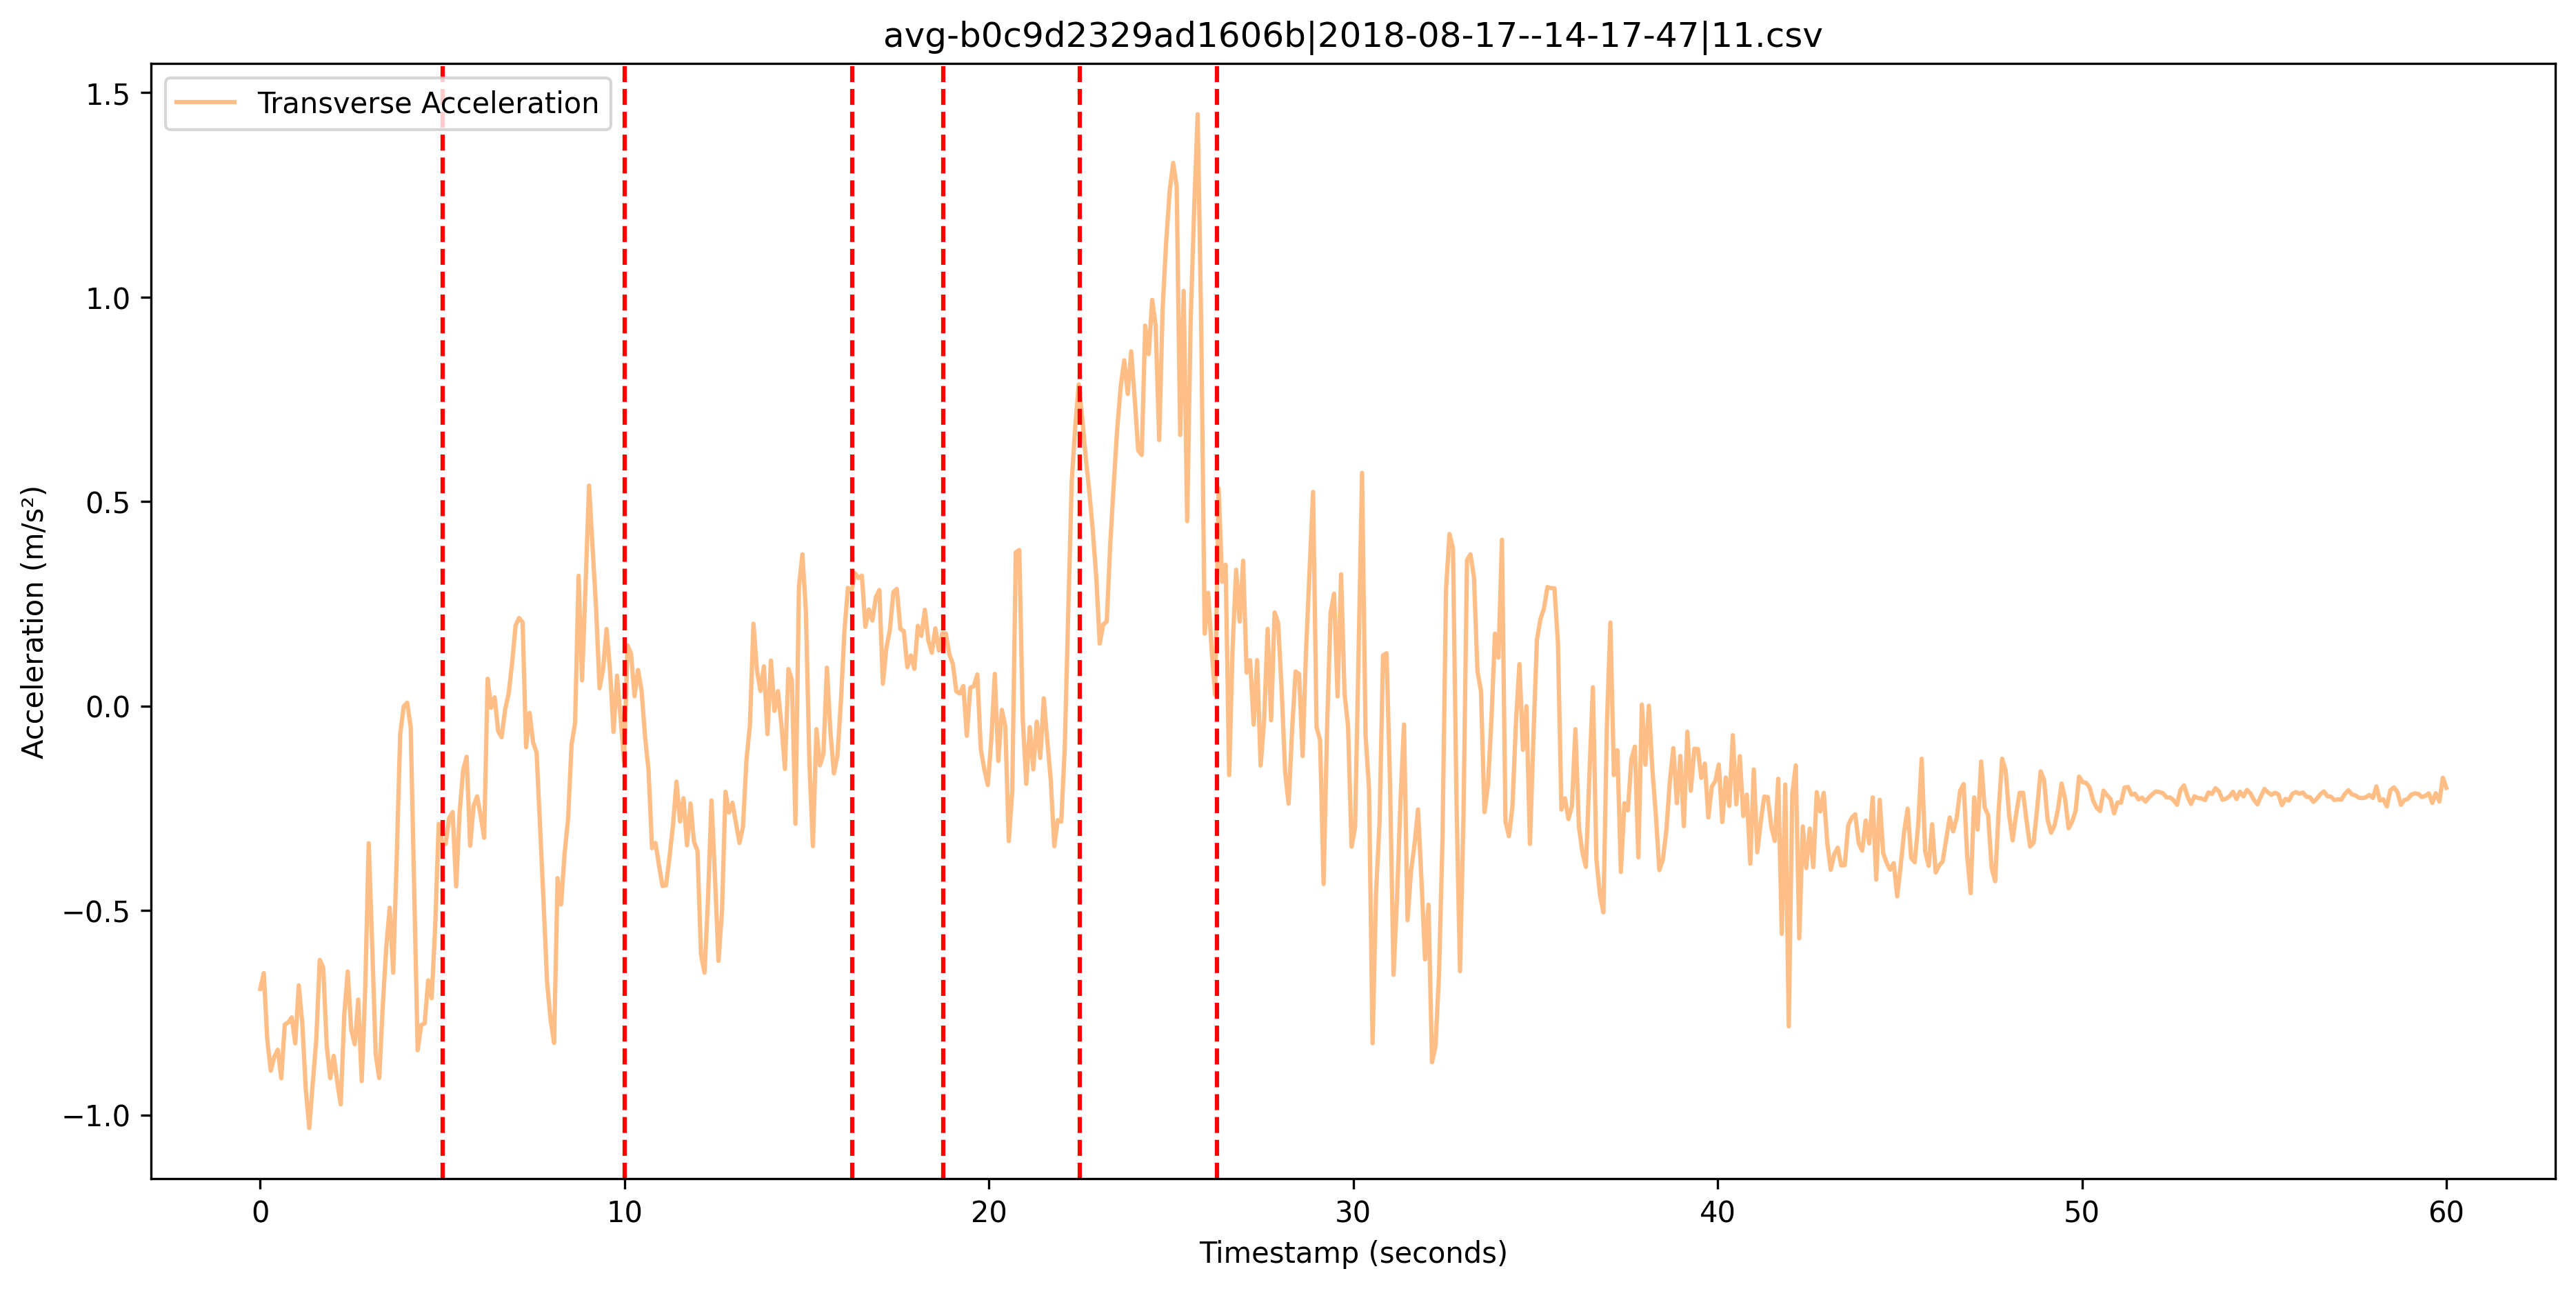 avg-b0c9d2329ad1606b|2018-08-17--14-17-47|11.csv
Transverse Acceleration
Acceleration (m/s²)
1.5
1.0
0.5
0.0
−0.5
−1.0
0 10 20 30 40 50 60
Timestamp (seconds)